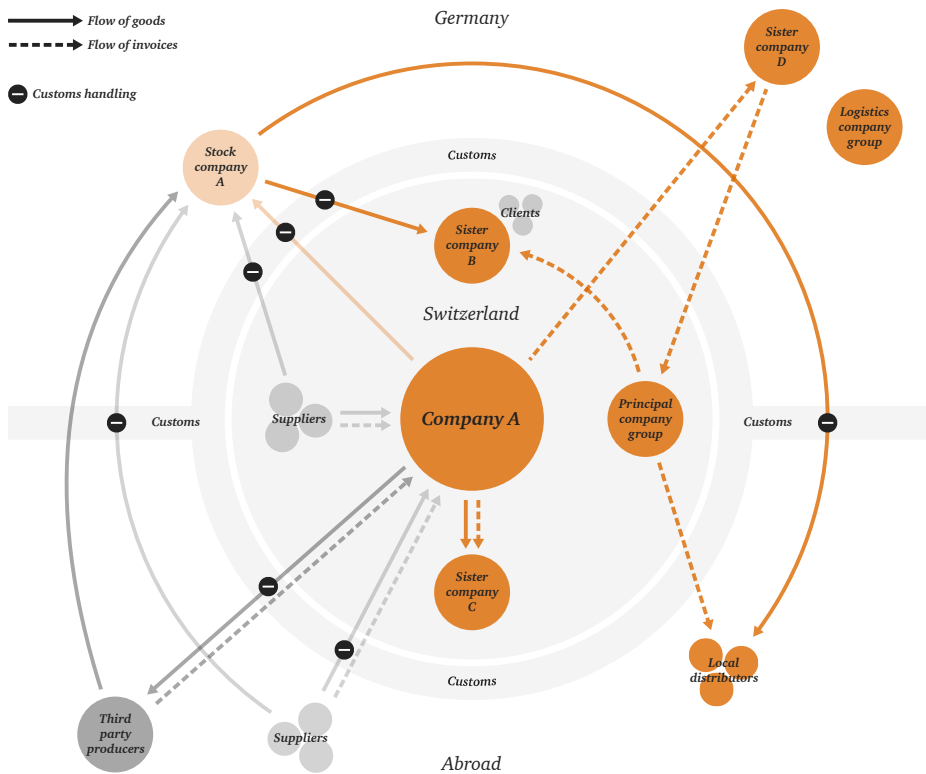 Flow of goods
Flow of invoices
Customs handling
Germany
Sister
company
D
Logistics
company
group
Stock
company
A
Customs
Clients
Sister
company
B
Switzerland
Suppliers
Company A
Principal
company
group
Customs
Customs
Sister
company
C
Customs
Local
distributors
Third
party
producers
Suppliers
Abroad